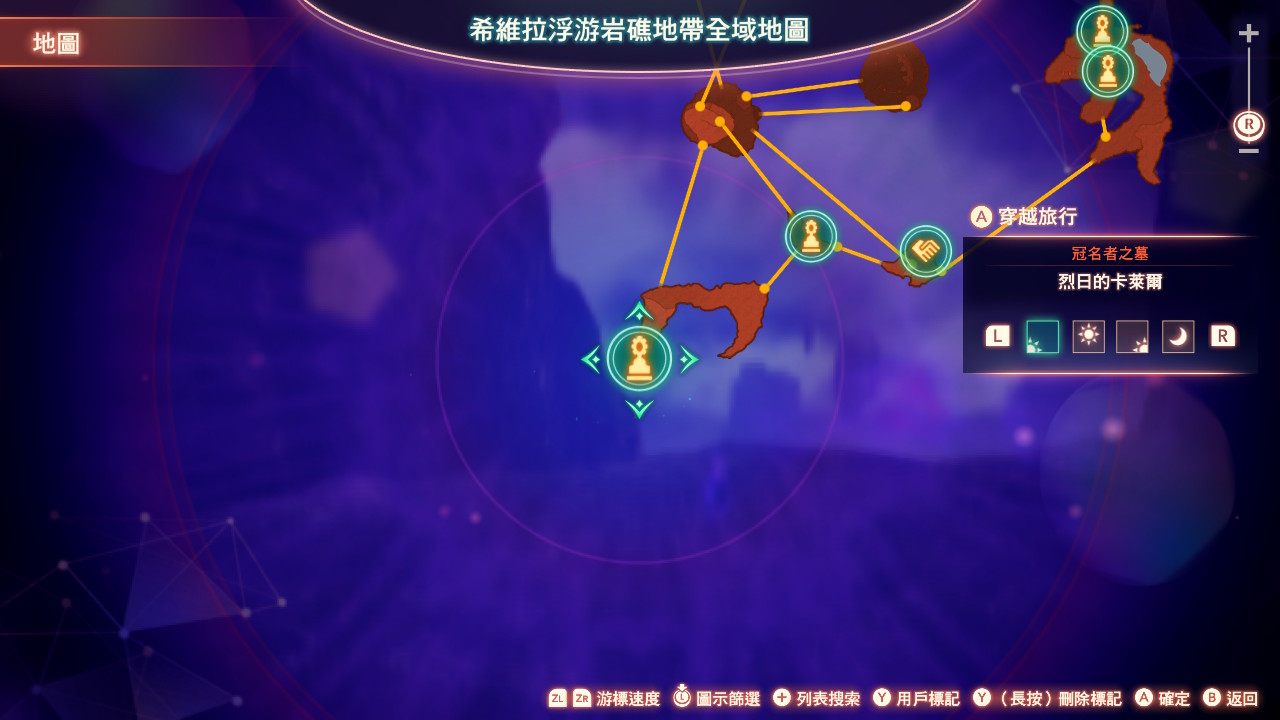 地圖
希維拉浮游岩礁地帶全域地圖
R
A 穿越旅行
冠名者之墓
烈日的卡萊爾
L R
ZL ZR 游標速度 L 圖示篩選 列表搜索 Y 用戶標記 Y （長按）刪除標記 A 確定 B 返回